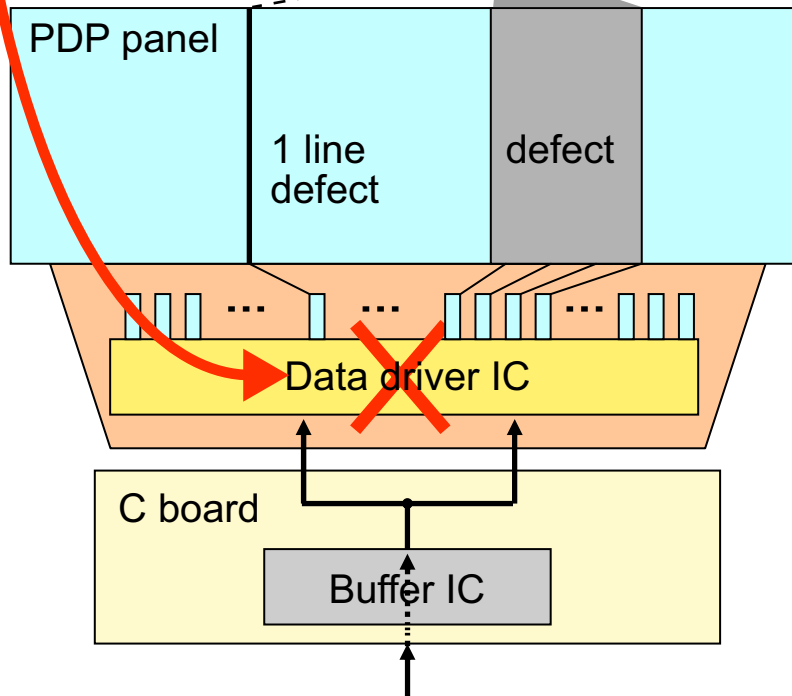 PDP panel
1 line
defect
defect
... ... ...
Data driver IC
C board
Buffer IC